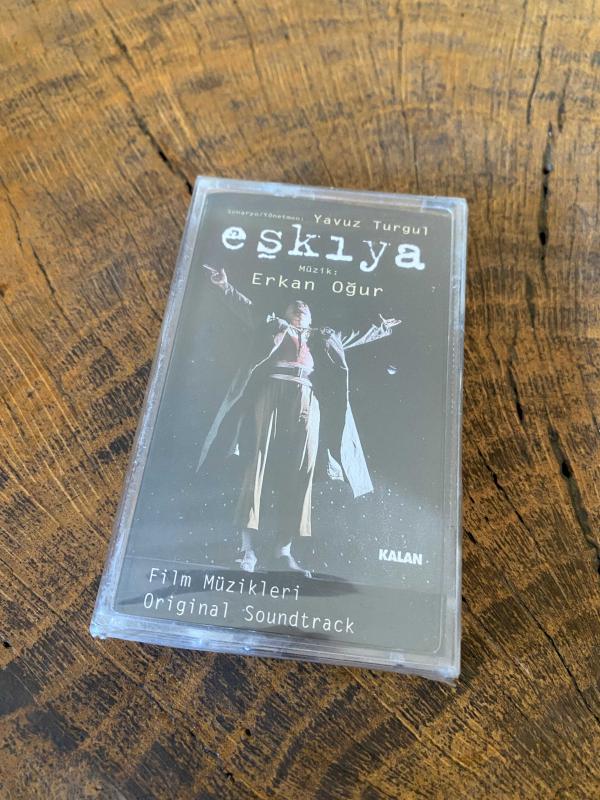 Senaryo/Yönetmen: Yavuz Turgul
eşkıya
Müzik:
Erkan Oğur
KALAN
Film Müzikleri
Original Soundtrack